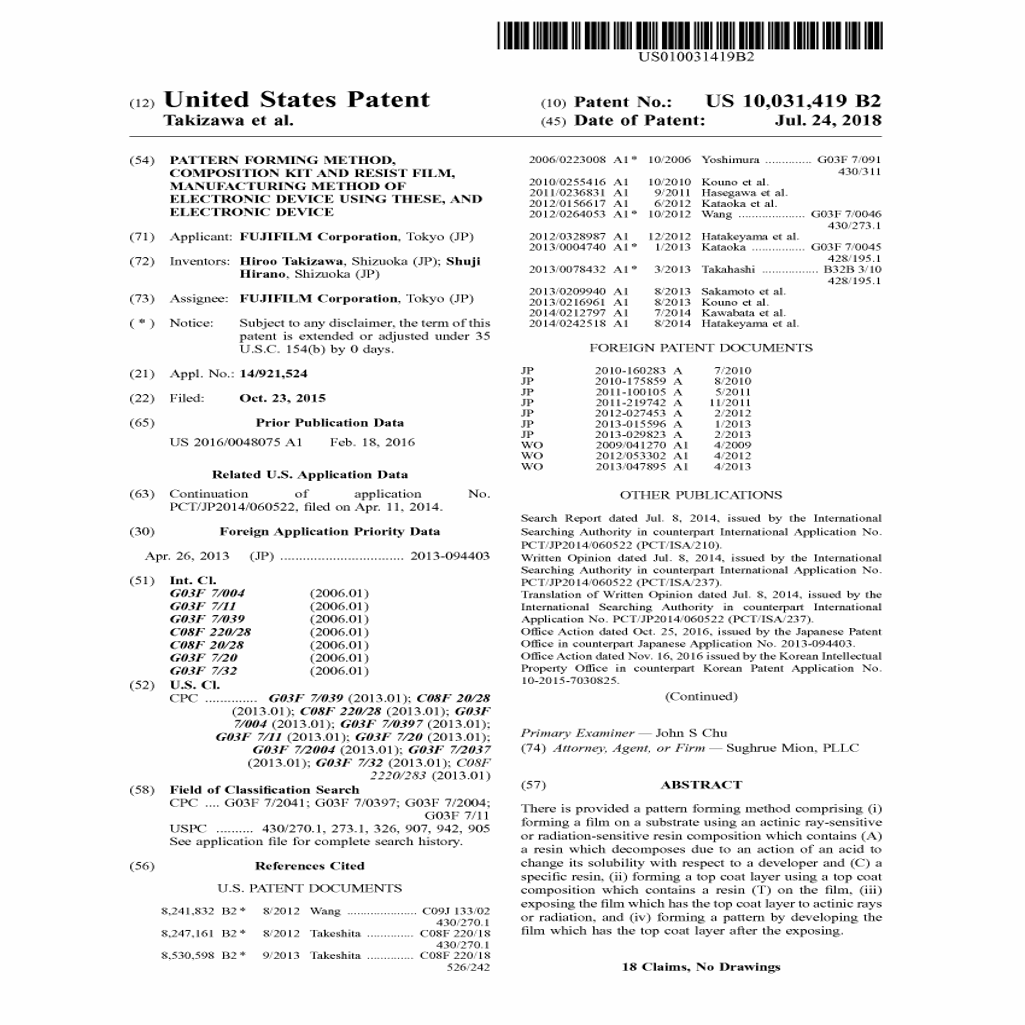 US010031419B2
(12) United States Patent
Takizawa et al.
(10) Patent No.: US 10,031,419 B2
(45) Date of Patent: Jul. 24, 2018
(54) PATTERN FORMING METHOD,
COMPOSITION KIT AND RESIST FILM,
MANUFACTURING METHOD OF
ELECTRONIC DEVICE USING THESE, AND
ELECTRONIC DEVICE
(71) Applicant: FUJIFILM Corporation, Tokyo (JP)
(72) Inventors: Hiroo Takizawa, Shizuoka (JP); Shuji
Hirano, Shizuoka (JP)
(73) Assignee: FUJIFILM Corporation, Tokyo (JP)
( * ) Notice: Subject to any disclaimer, the term of this
patent is extended or adjusted under 35
U.S.C. 154(b) by 0 days.
(21) Appl. No.: 14/921,524
(22) Filed: Oct. 23, 2015
(65) Prior Publication Data
US 2016/0048075 A1 Feb. 18, 2016
Related U.S. Application Data
(63) Continuation of application No.
PCT/JP2014/060522, filed on Apr. 11, 2014.
(30) Foreign Application Priority Data
Apr. 26, 2013 (JP) ................................. 2013-094403
(51) Int. Cl.
G03F 7/004 (2006.01)
G03F 7/11 (2006.01)
G03F 7/039 (2006.01)
C08F 220/28 (2006.01)
C08F 20/28 (2006.01)
G03F 7/20 (2006.01)
G03F 7/32 (2006.01)
(52) U.S. Cl.
CPC .............. G03F 7/039 (2013.01); C08F 20/28
(2013.01); C08F 220/28 (2013.01); G03F
7/004 (2013.01); G03F 7/0397 (2013.01);
G03F 7/11 (2013.01); G03F 7/20 (2013.01);
G03F 7/2004 (2013.01); G03F 7/2037
(2013.01); G03F 7/32 (2013.01); C08F
2220/283 (2013.01)
(58) Field of Classification Search
CPC .... G03F 7/2041; G03F 7/0397; G03F 7/2004;
G03F 7/11
USPC .......... 430/270.1, 273.1, 326, 907, 942, 905
See application file for complete search history.
(56) References Cited
U.S. PATENT DOCUMENTS
8,241,832 B2 * 8/2012 Wang ..................... C09J 133/02
430/270.1
8,247,161 B2 * 8/2012 Takeshita .............. C08F 220/18
430/270.1
8,530,598 B2 * 9/2013 Takeshita .............. C08F 220/18
526/242
2006/0223008 A1 * 10/2006 Yoshimura .............. G03F 7/091
430/311
2010/0255416 A1 10/2010 Kouno et al.
2011/0236831 A1 9/2011 Hasegawa et al.
2012/0156617 A1 6/2012 Kataoka et al.
2012/0264053 A1 * 10/2012 Wang .................... G03F 7/0046
430/273.1
2012/0328987 A1 12/2012 Hatakeyama et al.
2013/0004740 A1 * 1/2013 Kataoka ................ G03F 7/0045
428/195.1
2013/0078432 A1 * 3/2013 Takahashi ................. B32B 3/10
428/195.1
2013/0209940 A1 8/2013 Sakamoto et al.
2013/0216961 A1 8/2013 Kouno et al.
2014/0212797 A1 7/2014 Kawabata et al.
2014/0242518 A1 8/2014 Hatakeyama et al.
FOREIGN PATENT DOCUMENTS
JP 2010-160283 A 7/2010
JP 2010-175859 A 8/2010
JP 2011-100105 A 5/2011
JP 2011-219742 A 11/2011
JP 2012-027453 A 2/2012
JP 2013-015596 A 1/2013
JP 2013-029823 A 2/2013
WO 2009/041270 A1 4/2009
WO 2012/053302 A1 4/2012
WO 2013/047895 A1 4/2013
OTHER PUBLICATIONS
Search Report dated Jul. 8, 2014, issued by the International
Searching Authority in counterpart International Application No.
PCT/JP2014/060522 (PCT/ISA/210).
Written Opinion dated Jul. 8, 2014, issued by the International
Searching Authority in counterpart International Application No.
PCT/JP2014/060522 (PCT/ISA/237).
Translation of Written Opinion dated Jul. 8, 2014, issued by the
International Searching Authority in counterpart International
Application No. PCT/JP2014/060522 (PCT/ISA/237).
Office Action dated Oct. 25, 2016, issued by the Japanese Patent
Office in counterpart Japanese Application No. 2013-094403.
Office Action dated Nov. 16, 2016 issued by the Korean Intellectual
Property Office in counterpart Korean Patent Application No.
10-2015-7030825.
(Continued)
Primary Examiner — John S Chu
(74) Attorney, Agent, or Firm — Sughrue Mion, PLLC
(57) ABSTRACT
There is provided a pattern forming method comprising (i)
forming a film on a substrate using an actinic ray-sensitive
or radiation-sensitive resin composition which contains (A)
a resin which decomposes due to an action of an acid to
change its solubility with respect to a developer and (C) a
specific resin, (ii) forming a top coat layer using a top coat
composition which contains a resin (T) on the film, (iii)
exposing the film which has the top coat layer to actinic rays
or radiation, and (iv) forming a pattern by developing the
film which has the top coat layer after the exposing.
18 Claims, No Drawings